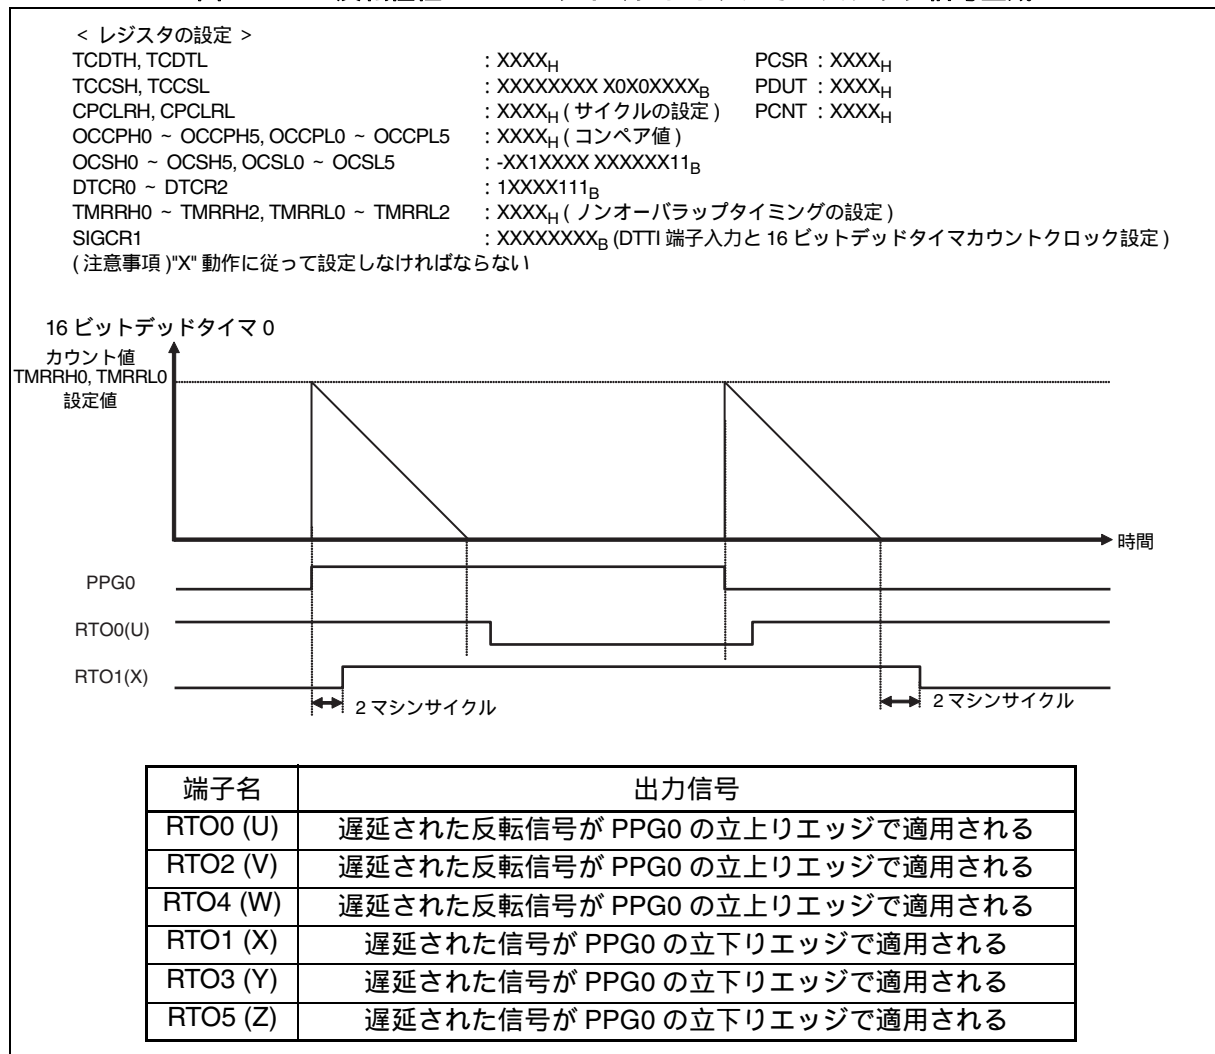 < レジスタの設定 >
TCDTH, TCDTL : XXXXH PCSR : XXXXH
TCCSH, TCCSL : XXXXXXXX X0X0XXXXB PDUT : XXXXH
CPCLRH, CPCLRL : XXXXH ( サイクルの設定 ) PCNT : XXXXH
OCCPH0 ~ OCCPH5, OCCPL0 ~ OCCPL5 : XXXXH ( コンペア値 )
OCSH0 ~ OCSH5, OCSL0 ~ OCSL5 : -XX1XXXX XXXXXX11B
DTCR0 ~ DTCR2 : 1XXXX111B
TMRRH0 ~ TMRRH2, TMRRL0 ~ TMRRL2 : XXXXH ( ノンオーバラップタイミングの設定 )
SIGCR1 : XXXXXXXXB (DTTI 端子入力と 16 ビットデッドタイマカウントクロック設定 )
( 注意事項 )"X" 動作に従って設定しなければならない
16 ビットデッドタイマ 0
カウント値
TMRRH0, TMRRL0
設定値
時間
PPG0
RTO0(U)
RTO1(X)
2 マシンサイクル
2 マシンサイクル
端子名 出力信号
RTO0 (U) 遅延された反転信号が PPG0 の立上りエッジで適用される
RTO2 (V) 遅延された反転信号が PPG0 の立上りエッジで適用される
RTO4 (W) 遅延された反転信号が PPG0 の立上りエッジで適用される
RTO1 (X) 遅延された信号が PPG0 の立下りエッジで適用される
RTO3 (Y) 遅延された信号が PPG0 の立下りエッジで適用される
RTO5 (Z) 遅延された信号が PPG0 の立下りエッジで適用される